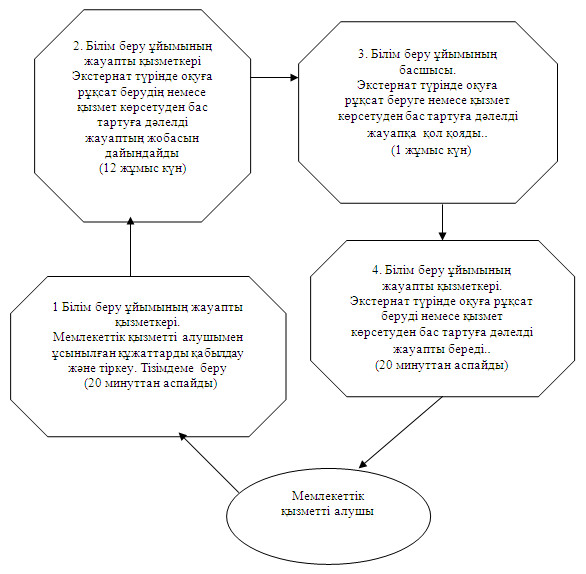 2. Білім беру ұйымының
жауапты қызметкері
Экстернат түрінде оқуға
рұқсат берудің немесе
қызмет көрсетуден бас
тартуға дәлелді
жауаптың жобасын
дайындайды
(12 жұмыс күн)
3. Білім беру ұйымының
басшысы.
Экстернат түрінде оқуға
рұқсат беруге немесе қызмет
көрсетуден бас тартуға дәлелді
жауапқа қол қояды..
(1 жұмыс күн)
4. Білім беру ұйымының
жауапты қызметкері.
Экстернат түрінде оқуға рұқсат
беруді немесе қызмет
көрсетуден бас тартуға дәлелді
жауапты береді..
(20 минуттан аспайды)
1 Білім беру ұйымының жауапты
қызметкері.
Мемлекеттік қызметті алушымен
ұсынылған құжаттарды қабылдау
және тіркеу. Тізімдеме беру
(20 минуттан аспайды)
Мемлекеттік
қызметті алушы